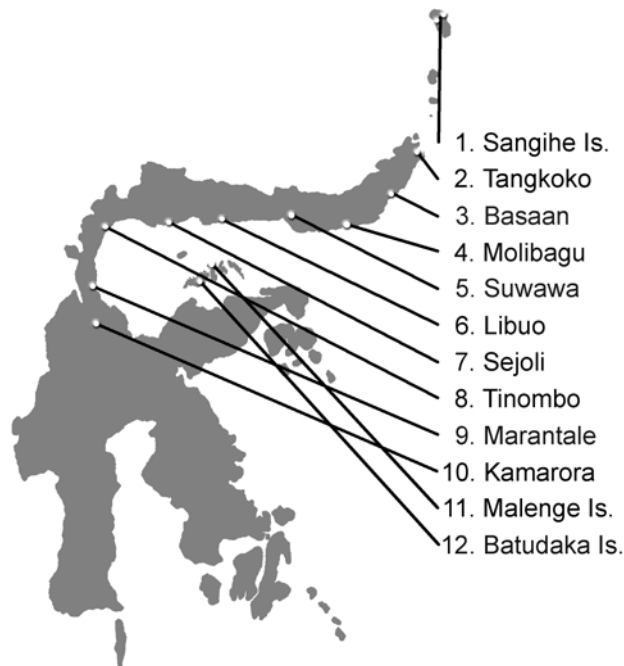 1. Sangihe Is.
2. Tangkoko
3. Basaan
4. Molibagu
5. Suwawa
6. Libuo
7. Sejoli
8. Tinombo
9. Marantale
10. Kamarora
11. Malenge Is.
12. Batudaka Is.